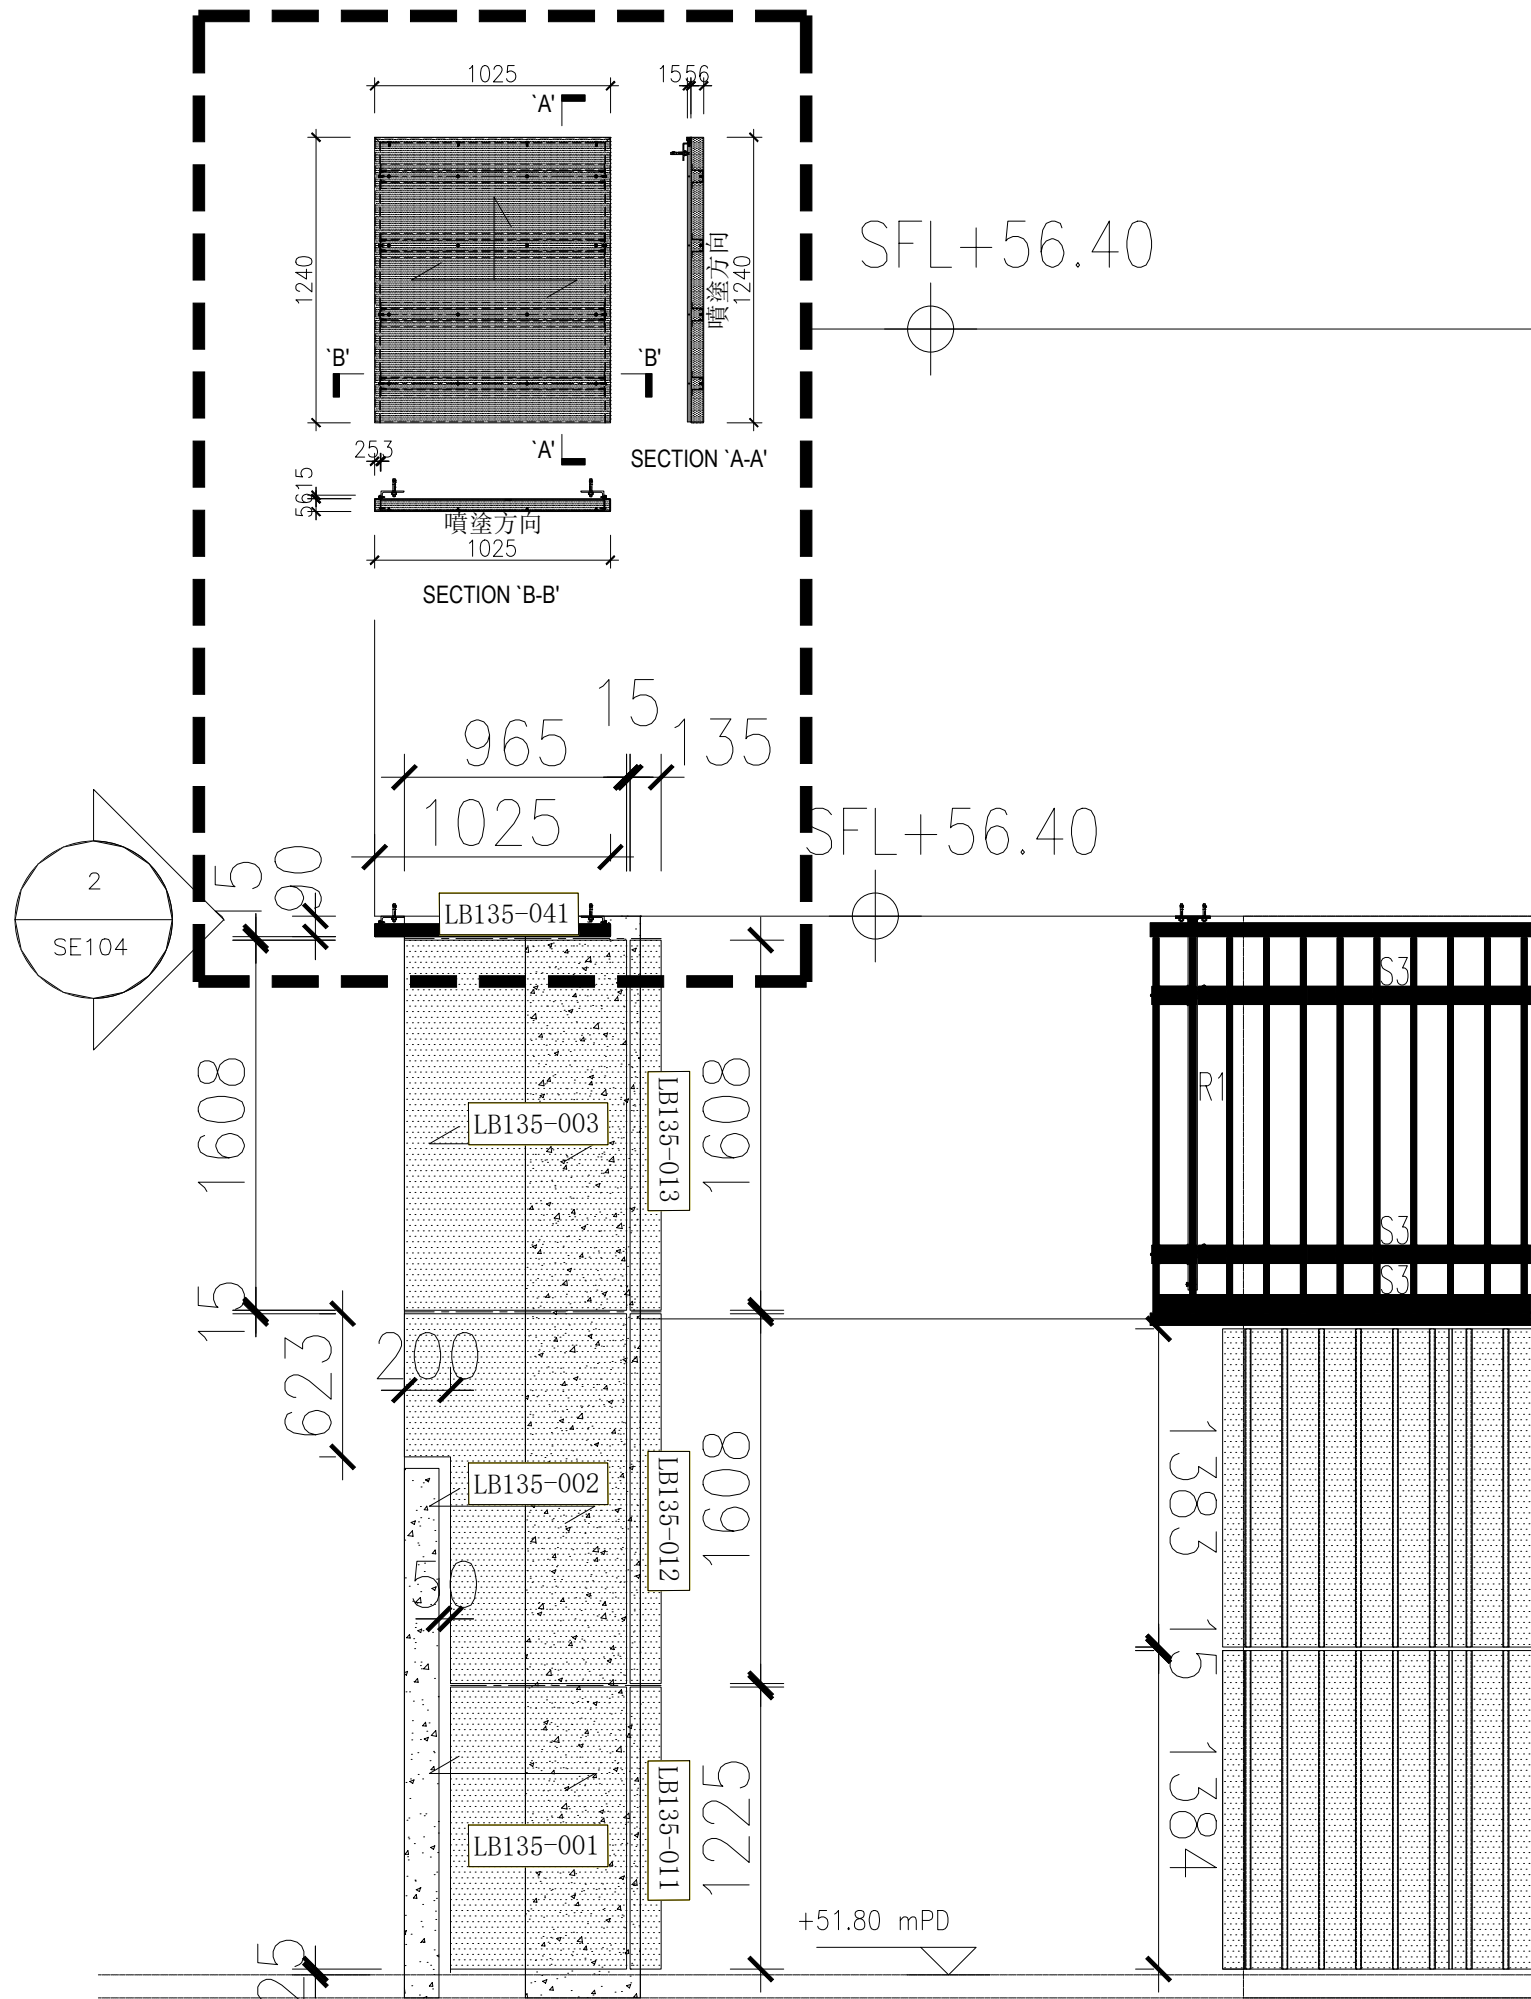 1025
1556
`A'
1240
1240
噴塗方向
SFL+56.40
`B'
`B'
253
`A'
SECTION `A-A'
5615
噴塗方向
1025
SECTION `B-B'
15
965
135
1025
SFL+56.40
5
90
2
SE104
LB135-041
S3
1608
LB135-003
LB135-013
1608
R1
S3
S3
15
623
200
1383
LB135-002
LB135-012
1608
50
15
1384
LB135-001
LB135-011
1225
+51.80 mPD
25